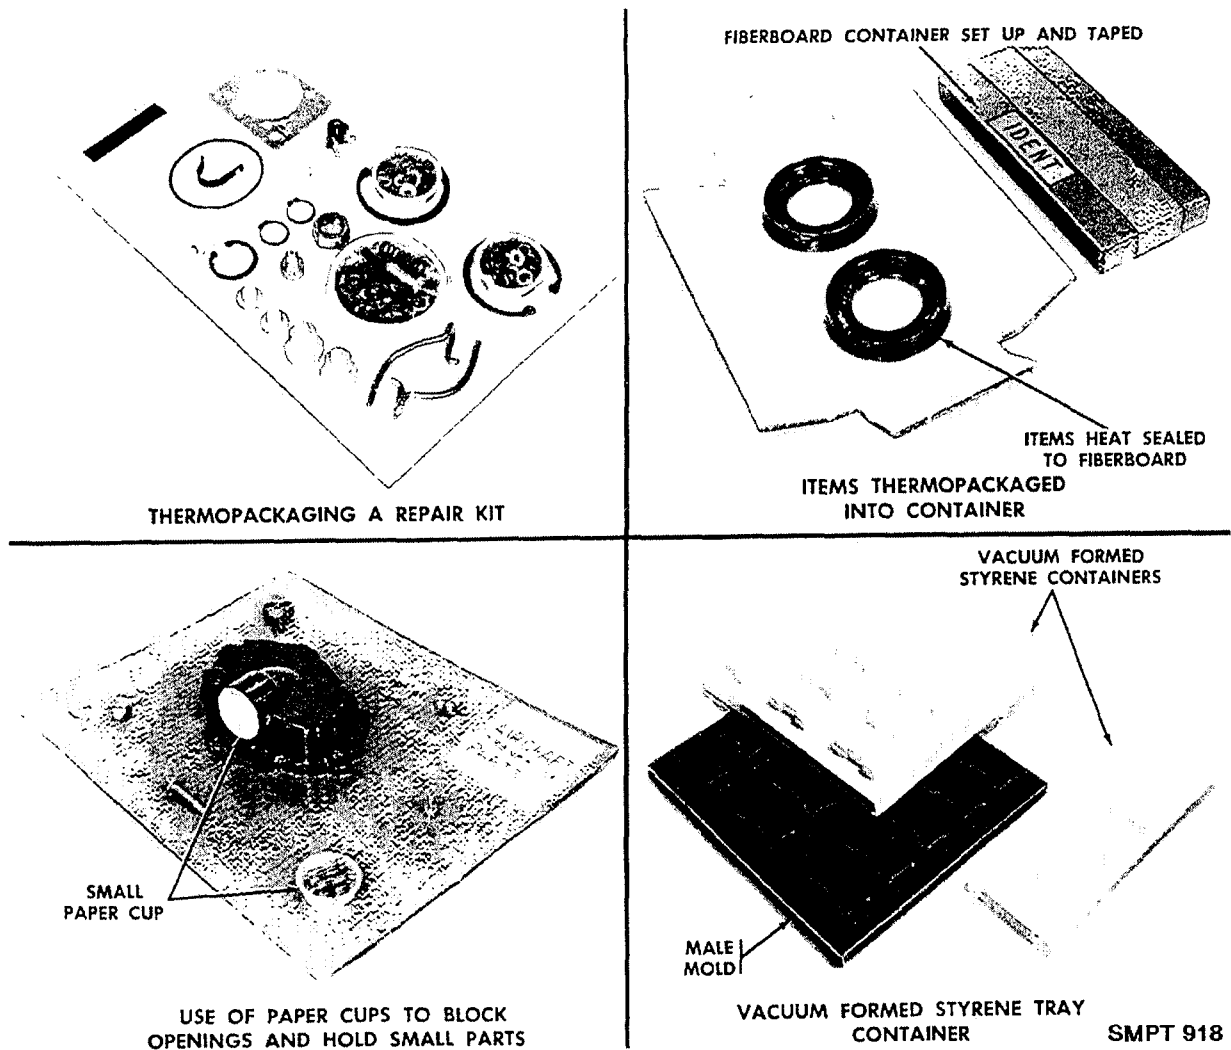 THERMOPACKAGING A REPAIR KIT
FIBERBOARD CONTAINER SET UP AND TAPED
IDENT
ITEMS HEAT SEALED
TO FIBERBOARD
ITEMS THERMOPACKAGED
INTO CONTAINER
AIRCRAFT
PARTS
SMALL
PAPER CUP
USE OF PAPER CUPS TO BLOCK
OPENINGS AND HOLD SMALL PARTS
VACUUM FORMED
STYRENE CONTAINERS
MALE
MOLD
VACUUM FORMED STYRENE TRAY
CONTAINER
SMPT 918